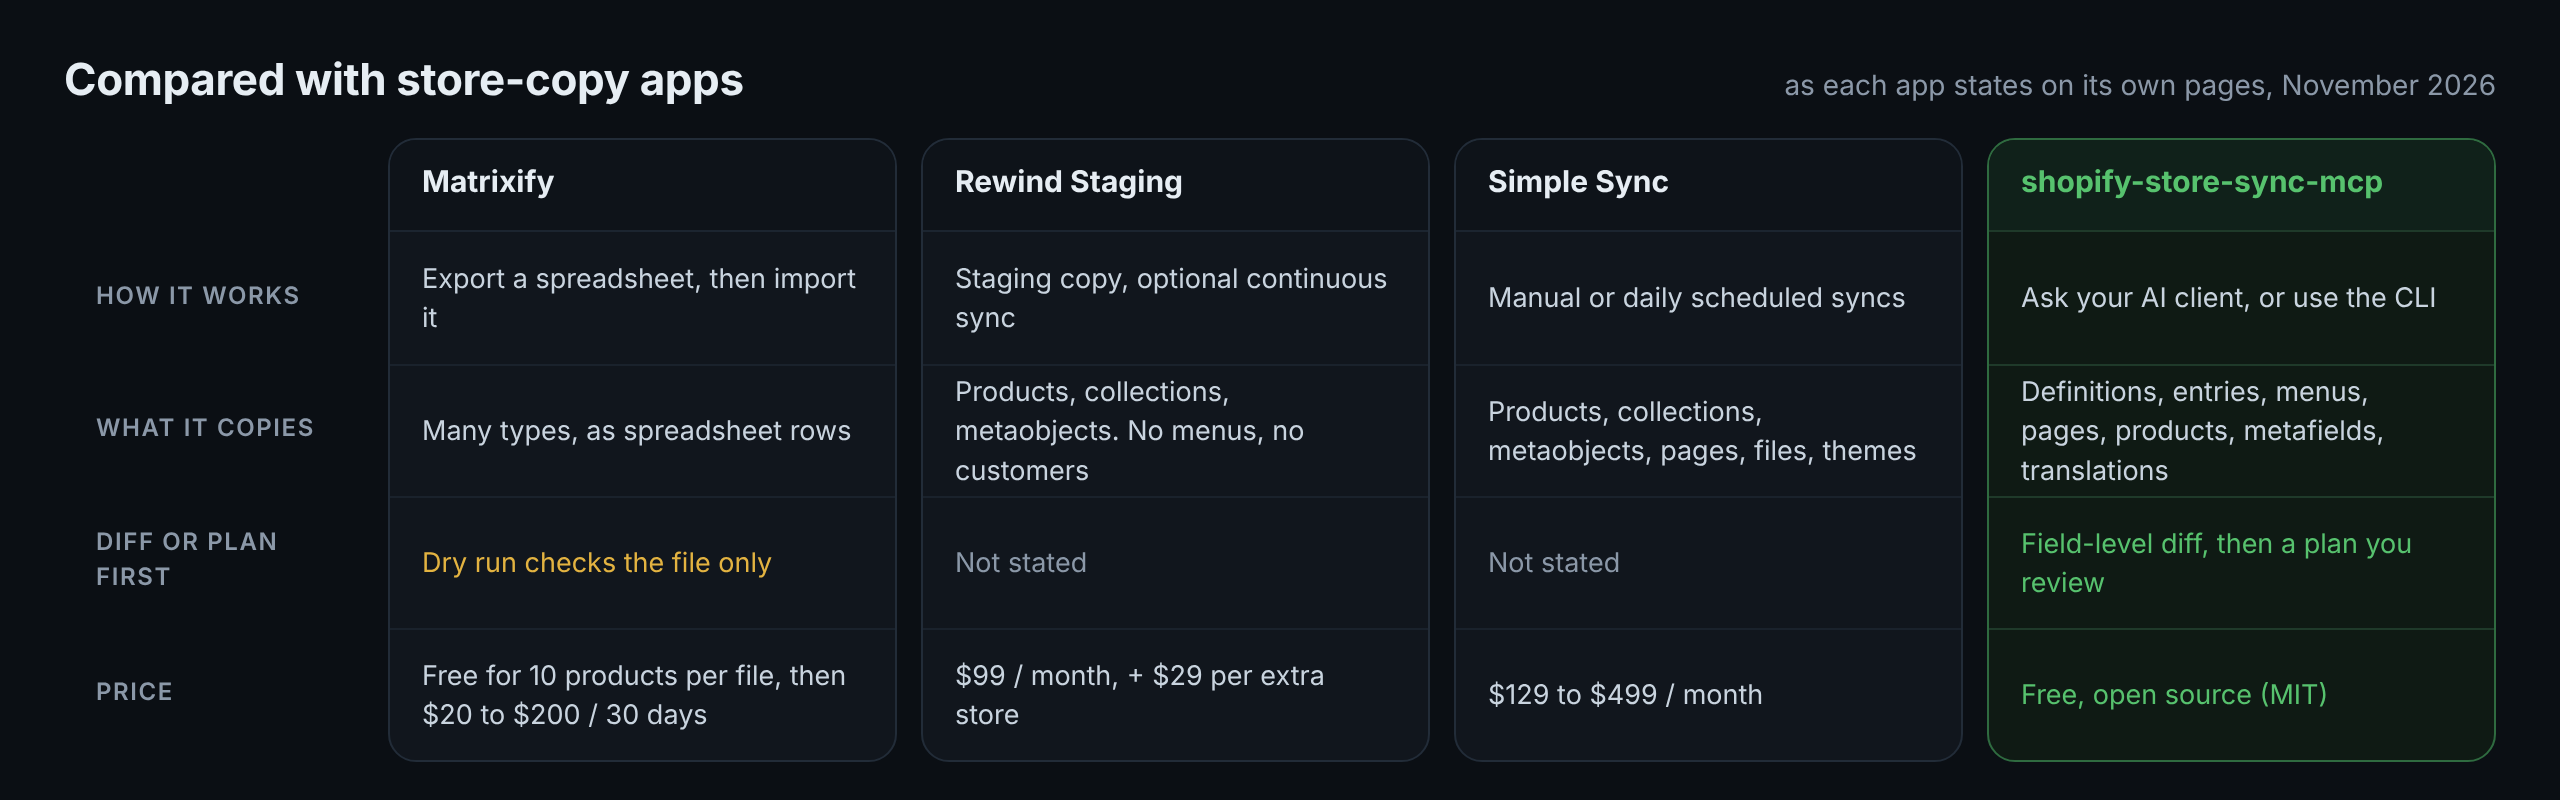 Compared with store-copy apps
as each app states on its own pages, November 2026
Matrixify
Rewind Staging
Simple Sync
shopify-store-sync-mcp
HOW IT WORKS
Export a spreadsheet, then import
it
Staging copy, optional continuous
sync
Manual or daily scheduled syncs
Ask your AI client, or use the CLI
WHAT IT COPIES
Many types, as spreadsheet rows
Products, collections,
metaobjects. No menus, no
customers
Products, collections,
metaobjects, pages, files, themes
Definitions, entries, menus,
pages, products, metafields,
translations
DIFF OR PLAN
FIRST
Dry run checks the file only
Not stated
Not stated
Field-level diff, then a plan you
review
PRICE
Free for 10 products per file, then
$20 to $200 / 30 days
$99 / month, + $29 per extra
store
$129 to $499 / month
Free, open source (MIT)